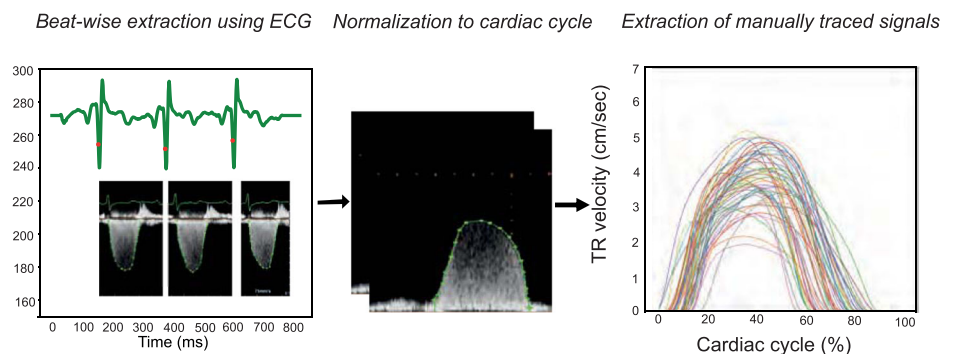 Beat-wise extraction using ECG
Normalization to cardiac cycle
Extraction of manually traced signals
300
280
260
240
220
200
180
160
0 100 200 300 400 500 600 700 800
Time (ms)
TR velocity (cm/sec)
7
6
5
4
3
2
1
0
0 20 40 60 80 100
Cardiac cycle (%)